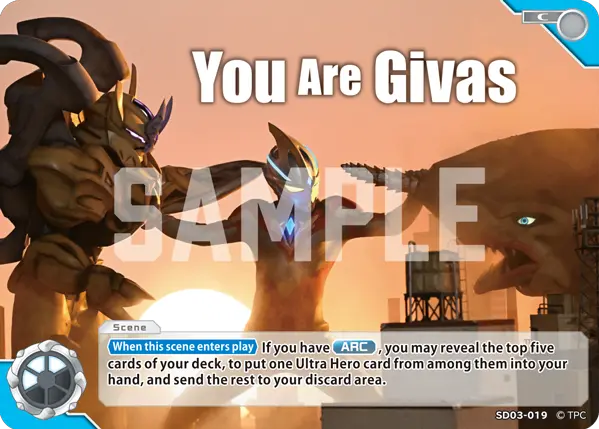 C
You Are Givas
SAMPLE
Scene
When this scene enters play If you have ARC, you may reveal the top five
cards of your deck, to put one Ultra Hero card from among them into your
hand, and send the rest to your discard area.
SD03-019 © TPC